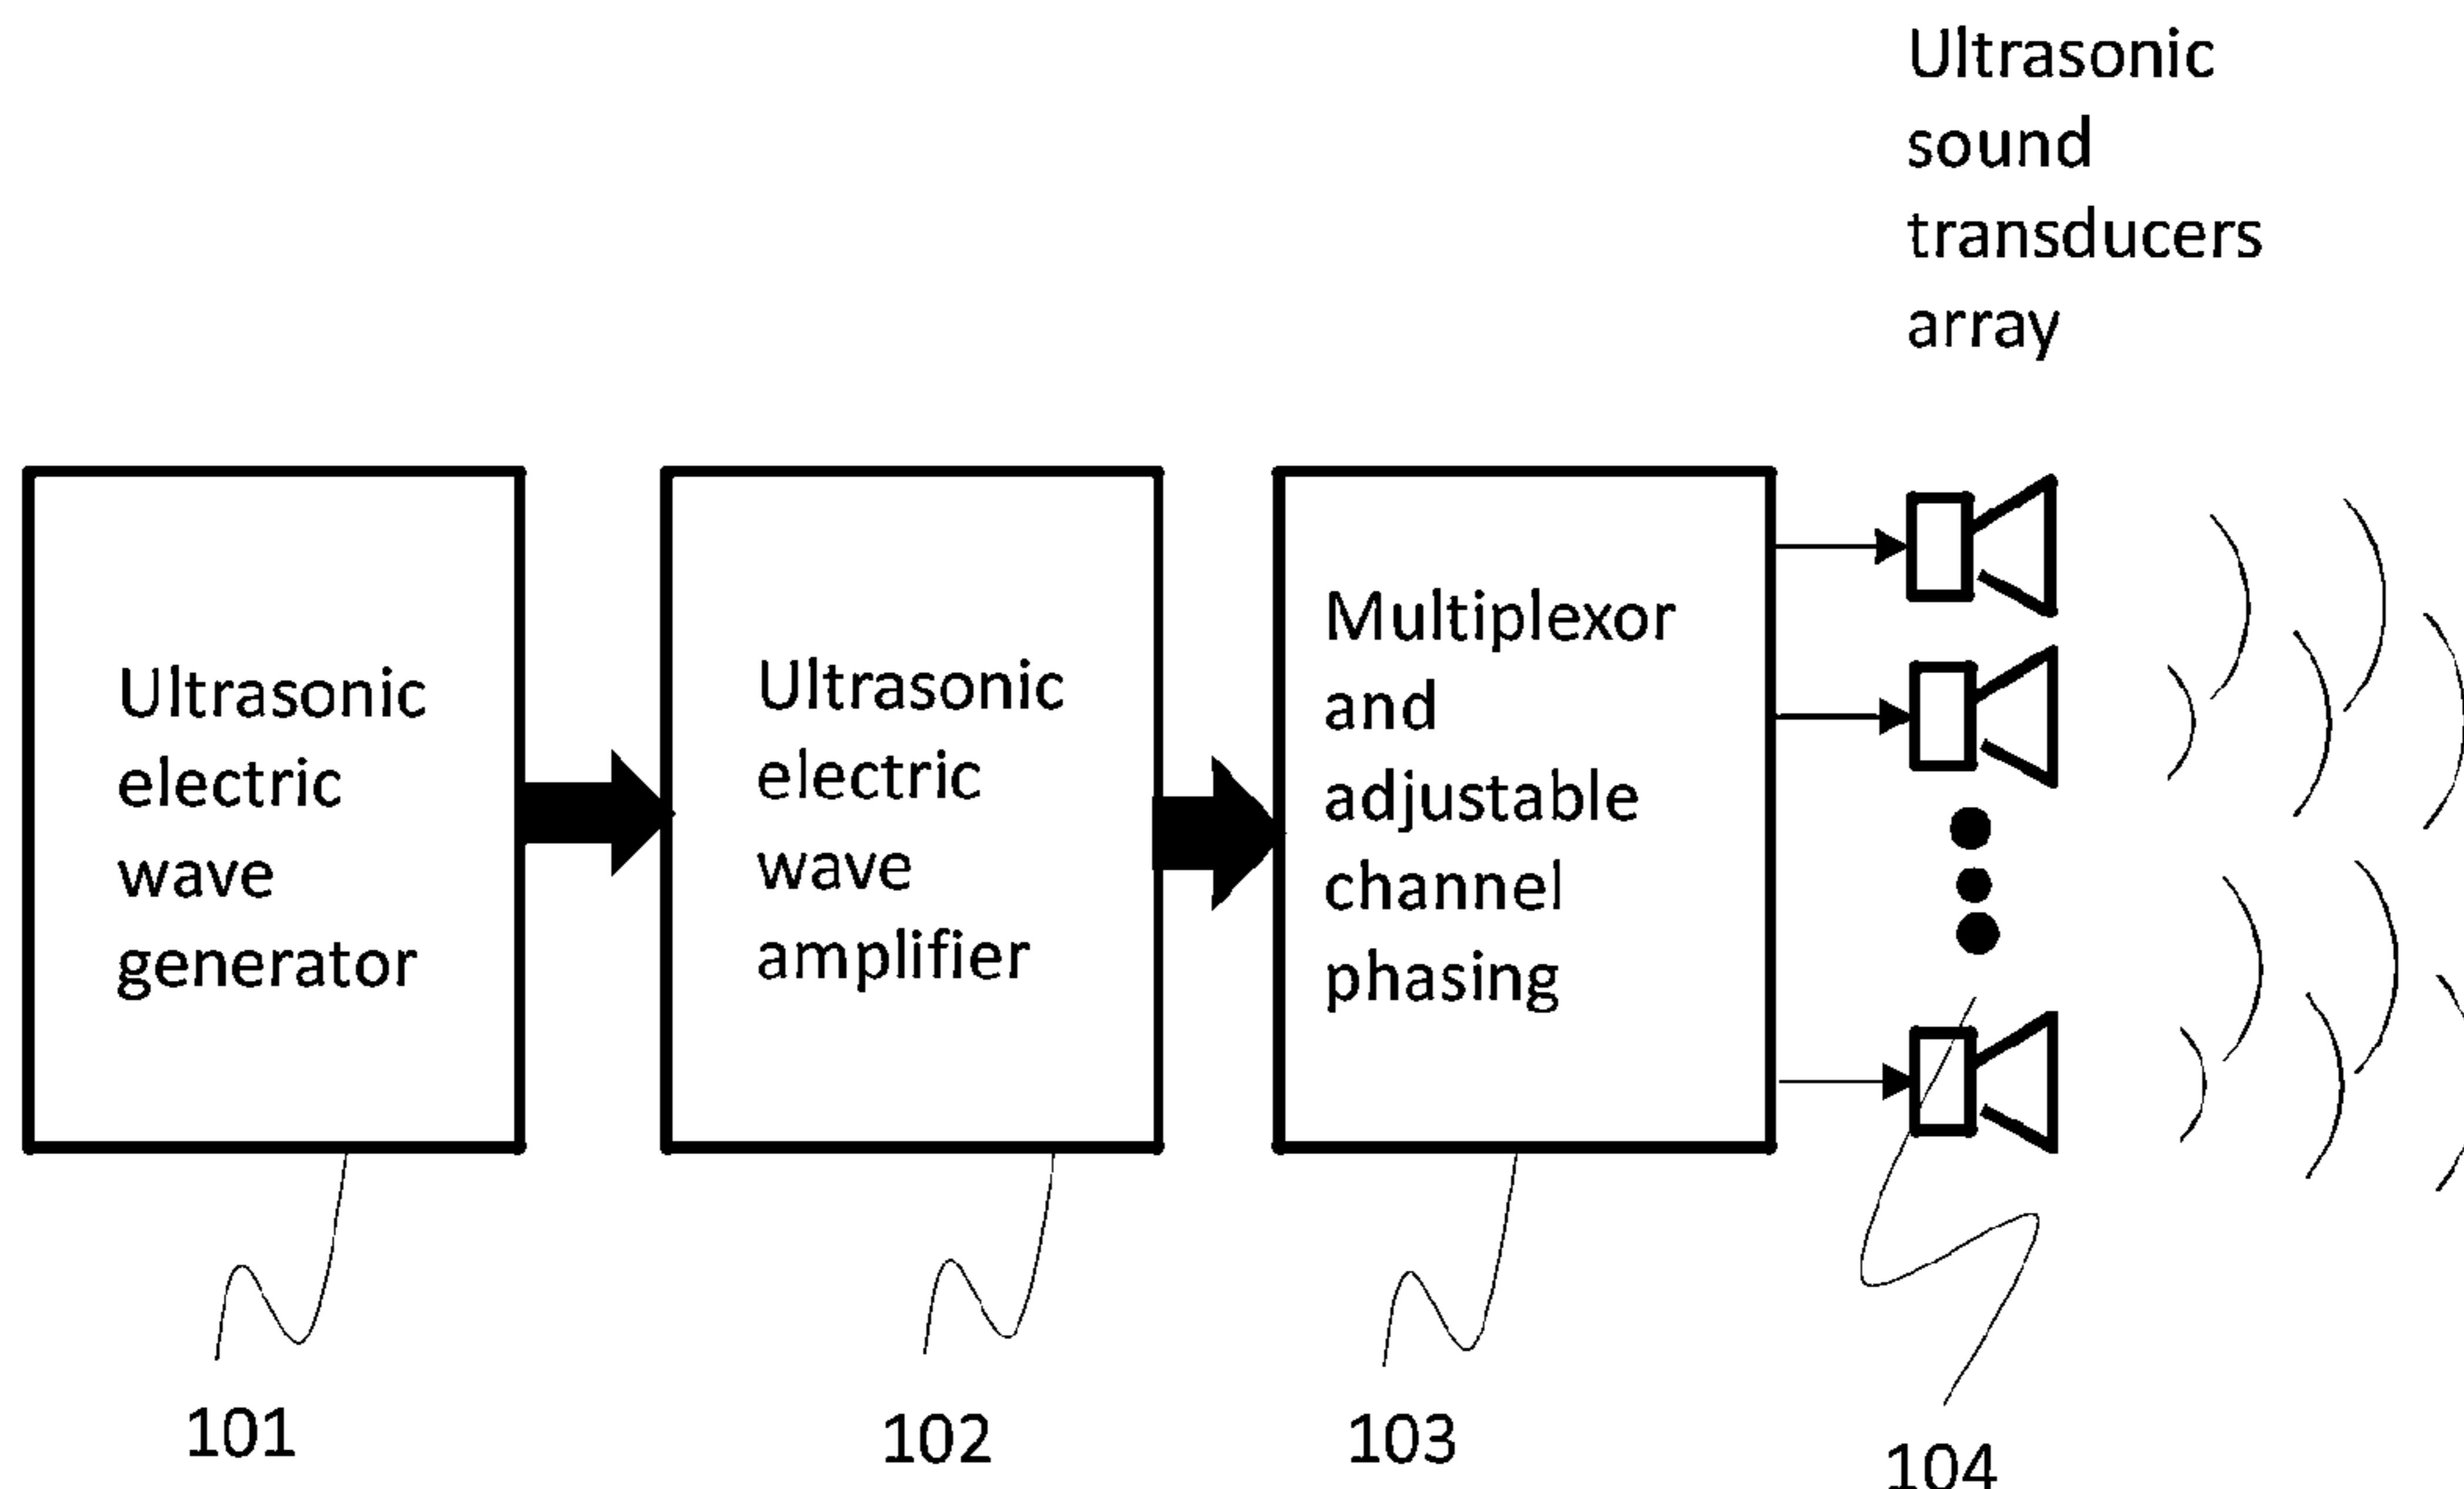 Ultrasonic
sound
transducers
array
Ultrasonic
electric
wave
generator
Ultrasonic
electric
wave
amplifier
Multiplexor
and
adjustable
channel
phasing
101
102
103
104